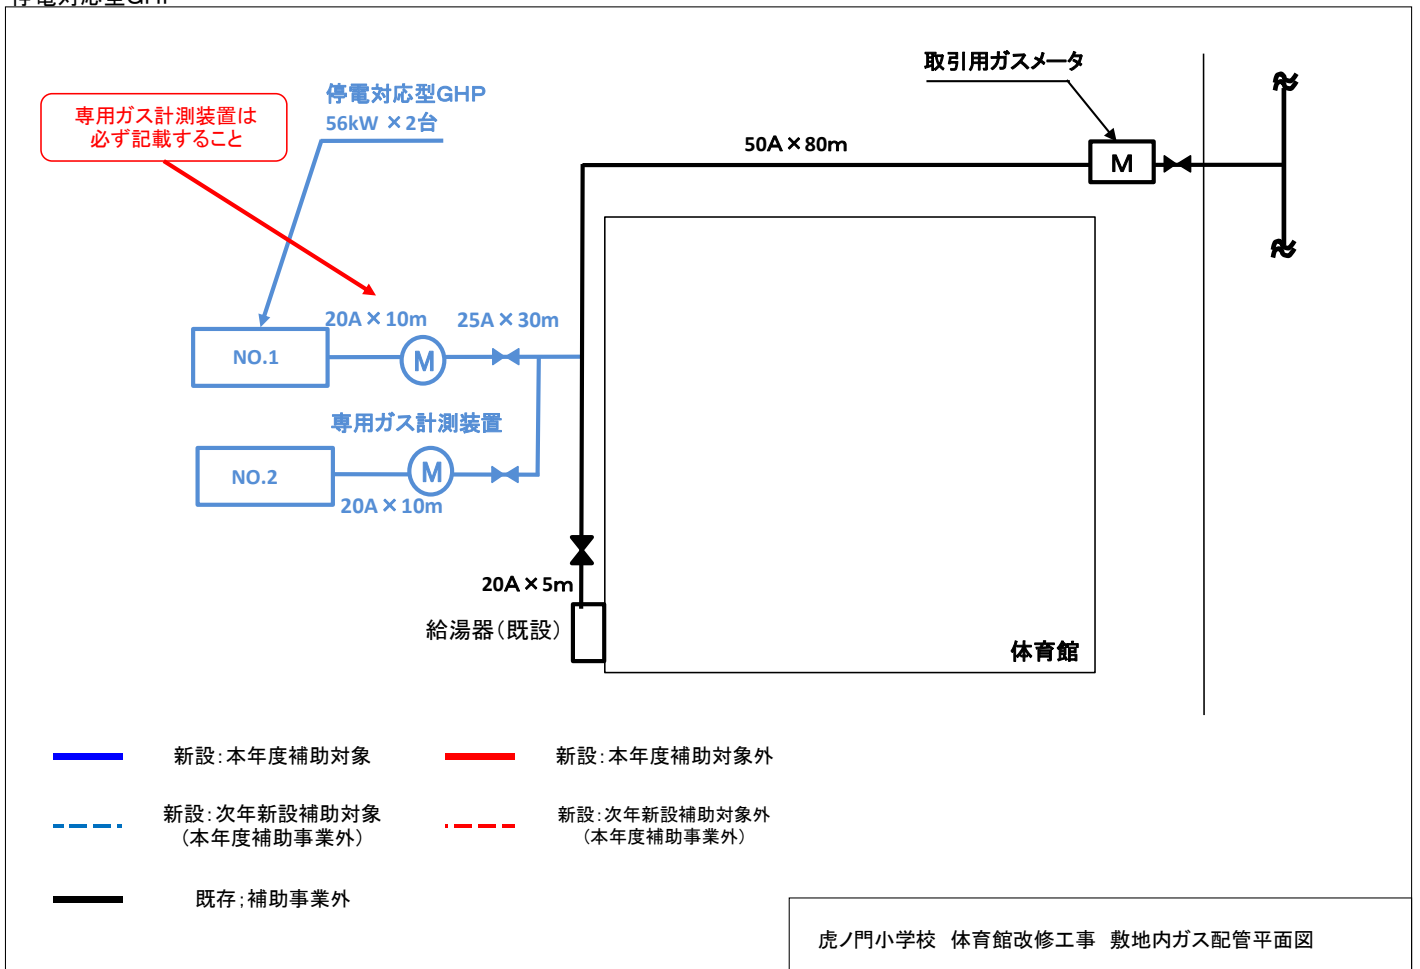 停電対応型GHP
取引用ガスメータ
専用ガス計測装置は
必ず記載すること
停電対応型GHP
56kW ×2台
50A×80m
M
20A×10m
25A×30m
NO.1
M
専用ガス計測装置
NO.2
M
20A×10m
20A×5m
給湯器(既設)
体育館
新設:本年度補助対象
新設:本年度補助対象外
新設:次年新設補助対象
(本年度補助事業外)
新設:次年新設補助対象外
(本年度補助事業外)
既存;補助事業外
虎ノ門小学校 体育館改修工事 敷地内ガス配管平面図